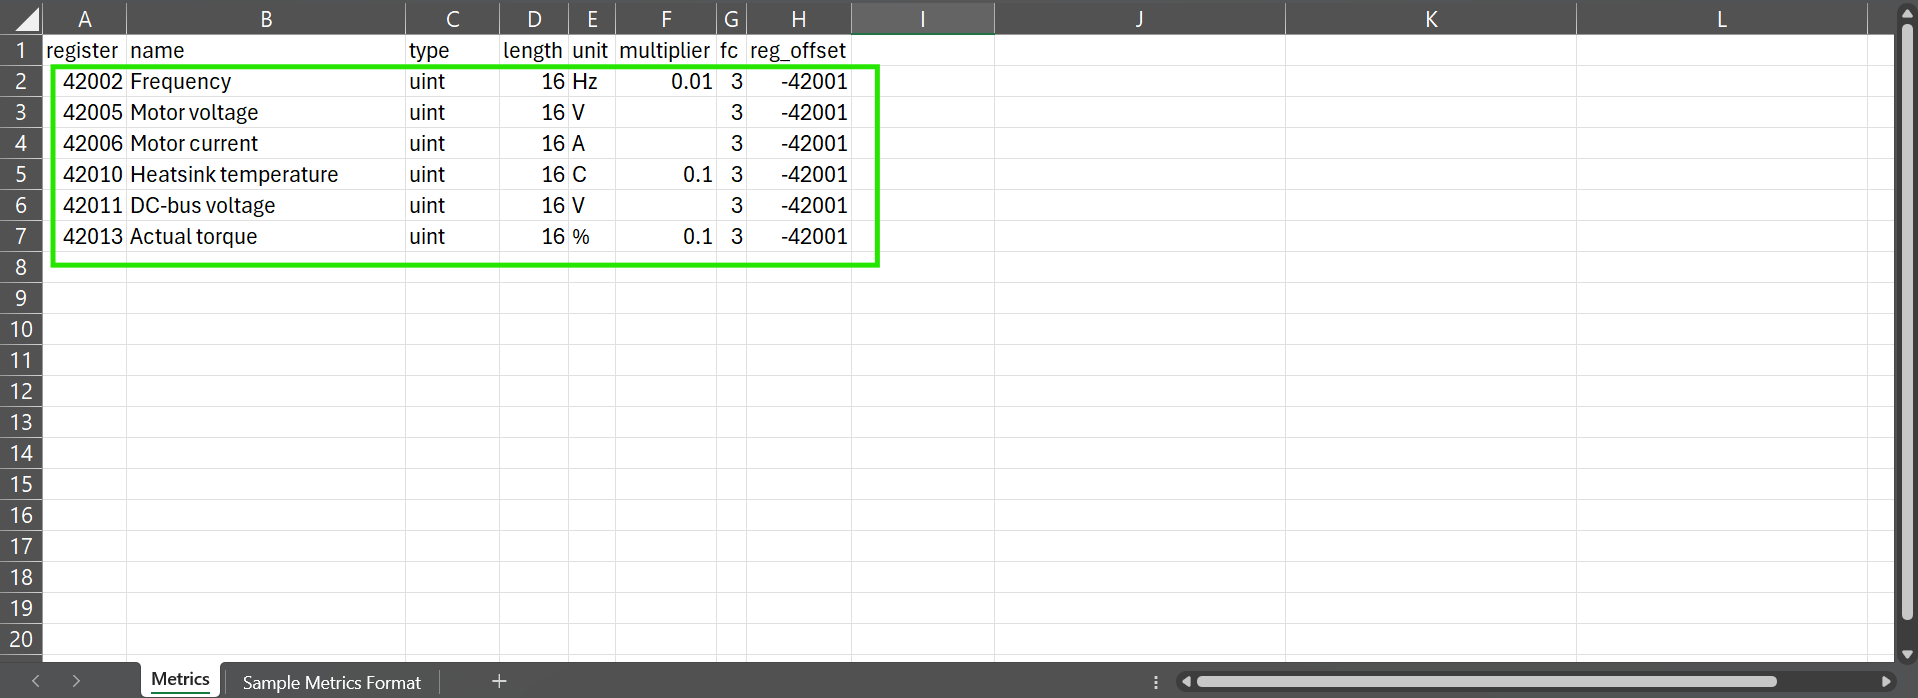 A B C D E F G H I J K L
1 register name type length unit multiplier fc reg_offset
2 42002 Frequency uint 16 Hz 0.01 3 -42001
3 42005 Motor voltage uint 16 V 3 -42001
4 42006 Motor current uint 16 A 3 -42001
5 42010 Heatsink temperature uint 16 C 0.1 3 -42001
6 42011 DC-bus voltage uint 16 V 3 -42001
7 42013 Actual torque uint 16 % 0.1 3 -42001
8
9
10
11
12
13
14
15
16
17
18
19
20
Metrics Sample Metrics Format +